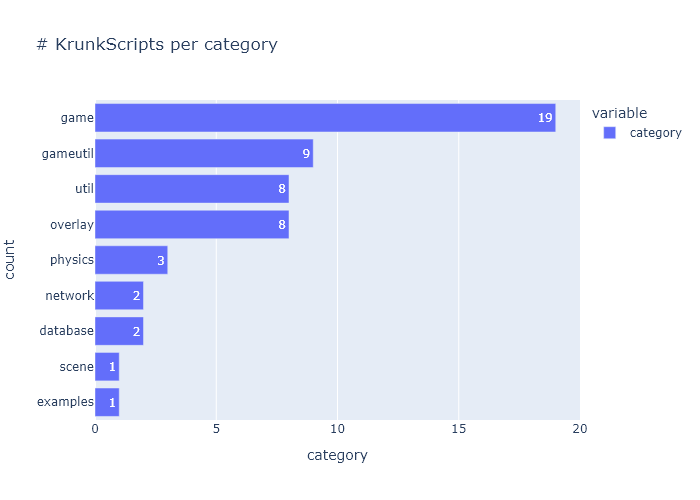 # KrunkScripts per category
variable
category
game 19
gameutil 9
util 8
overlay 8
physics 3
network 2
database 2
scene 1
examples 1
0 5 10 15 20
category
count